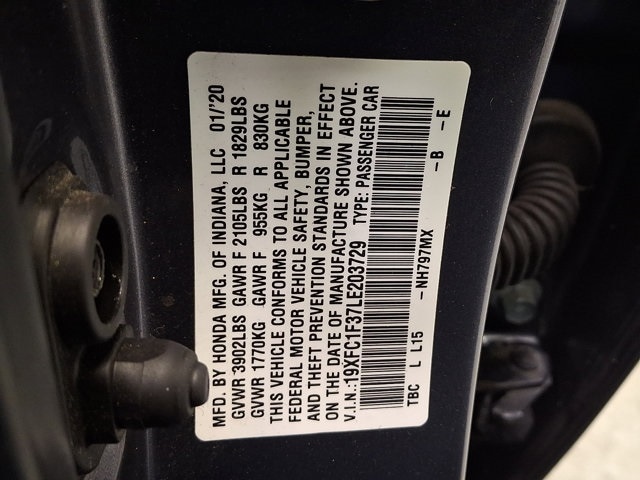 MFD. BY HONDA MFG. OF INDIANA, LLC 01/'20
GVWR 3902LBS GAWR F 2105LBS R 1829LBS
GVWR 1770KG GAWR F 955KG R 830KG
THIS VEHICLE CONFORMS TO ALL APPLICABLE
FEDERAL MOTOR VEHICLE SAFETY, BUMPER,
AND THEFT PREVENTION STANDARDS IN EFFECT
ON THE DATE OF MANUFACTURE SHOWN ABOVE.
V.I.N.:19XFC1F37LE203729 TYPE: PASSENGER CAR
TBC L L15 -NH797MX -B -E